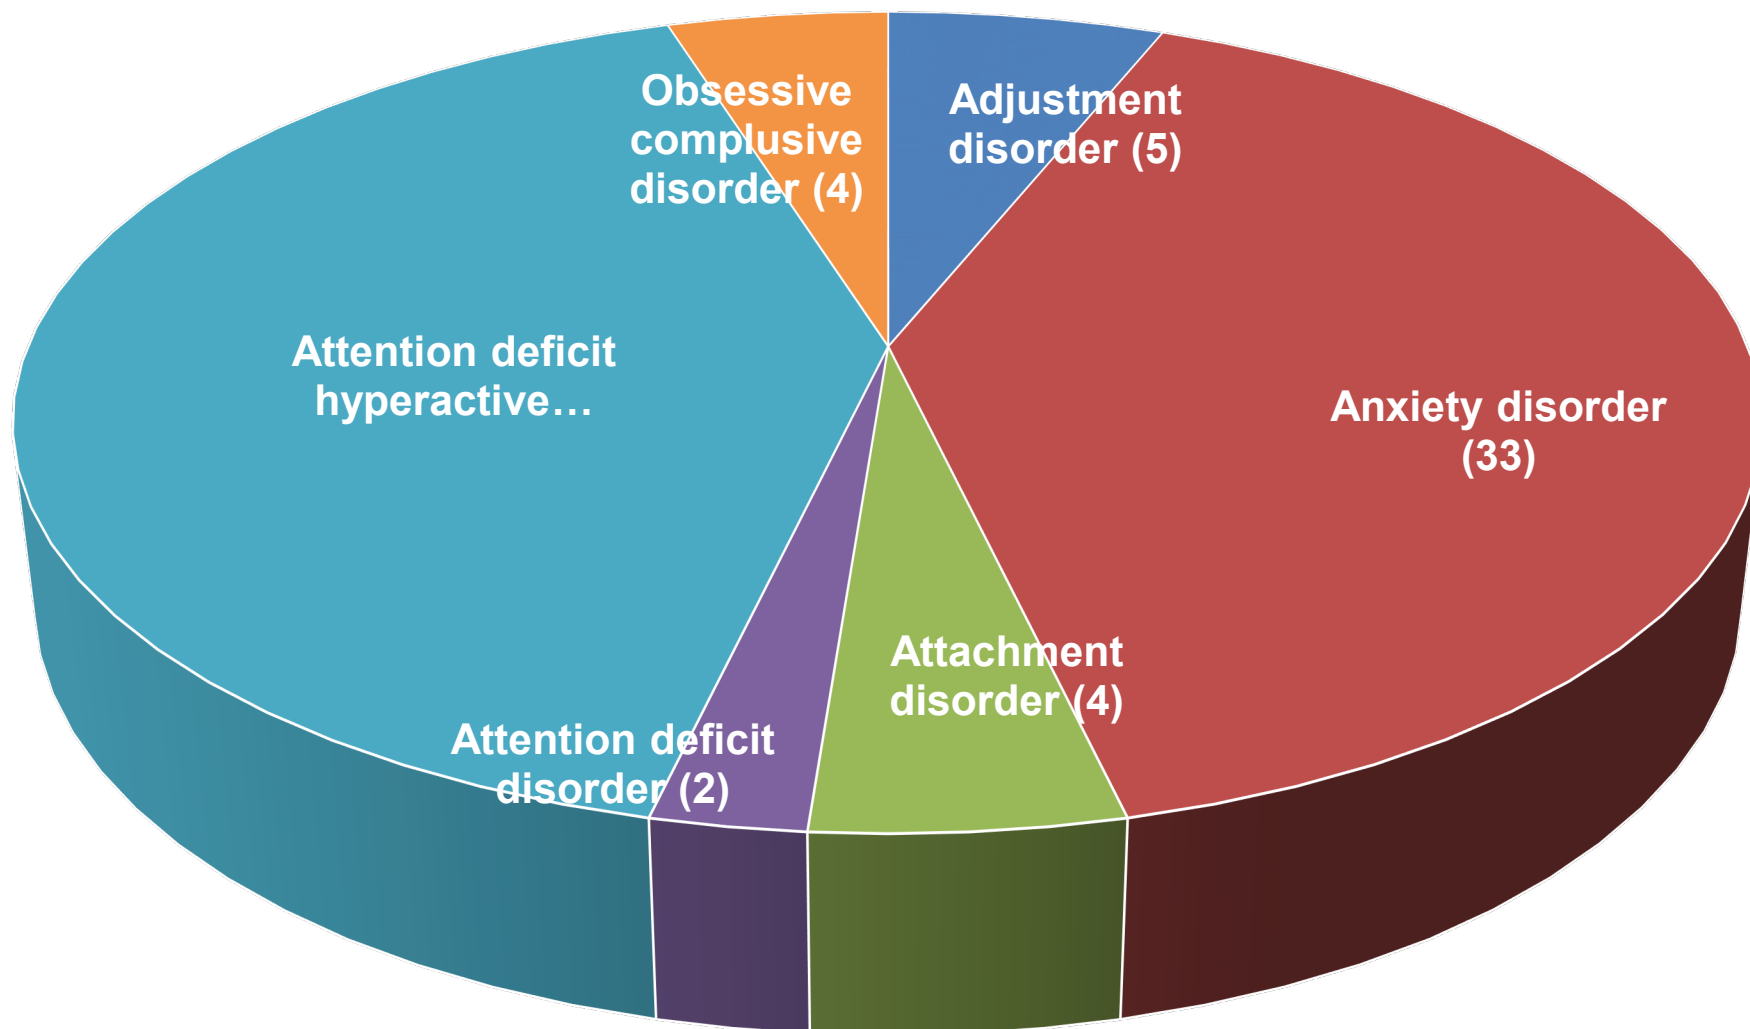 Obsessive
complusive
disorder (4)
Adjustment
disorder (5)
Attention deficit
hyperactive…
Anxiety disorder
(33)
Attachment
disorder (4)
Attention deficit
disorder (2)